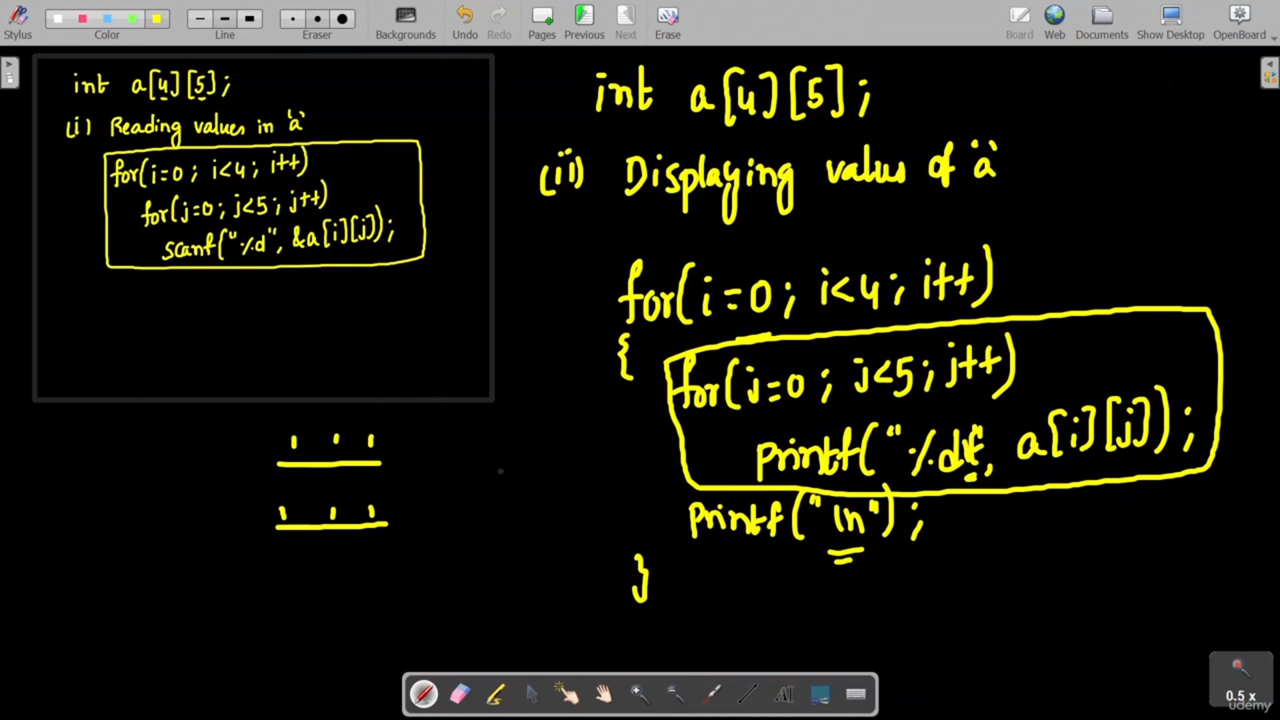 Stylus
Color
Line
Eraser
Backgrounds
Undo
Redo
Pages
Previous
Next
Erase
Board
Web
Documents
Show Desktop
OpenBoard
int a[4][5];
(i) Reading values in 'a'
for(i=0; i<4; i++)
for(j=0; j<5; j++)
scanf("%d", &a[i][j]);
int a[4][5];
(ii) Displaying value of 'a'
for(i=0; i<4; i++)
{
for(j=0; j<5; j++)
printf("%d\t", a[i][j]);
printf("\n");
}
AI
0.5 x
udemy